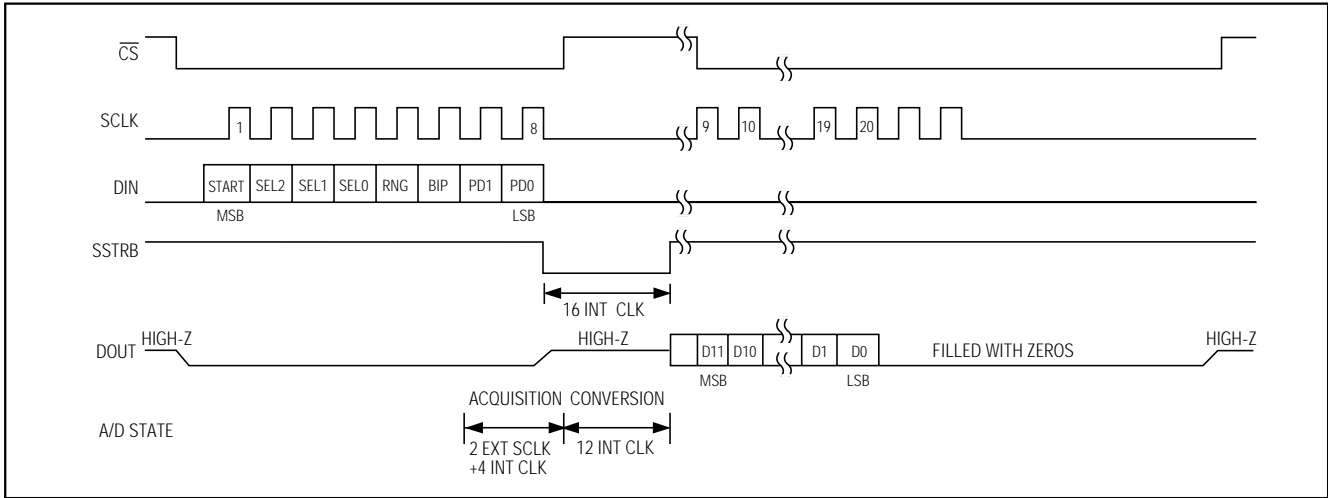 CS
SCLK
1
8
9
10
19
20
DIN
START SEL2 SEL1 SEL0 RNG BIP PD1 PD0
MSB
LSB
SSTRB
16 INT CLK
DOUT
HIGH-Z
HIGH-Z
D11 D10 D1 D0
FILLED WITH ZEROS
HIGH-Z
MSB
LSB
A/D STATE
ACQUISITION
CONVERSION
2 EXT SCLK
+4 INT CLK
12 INT CLK